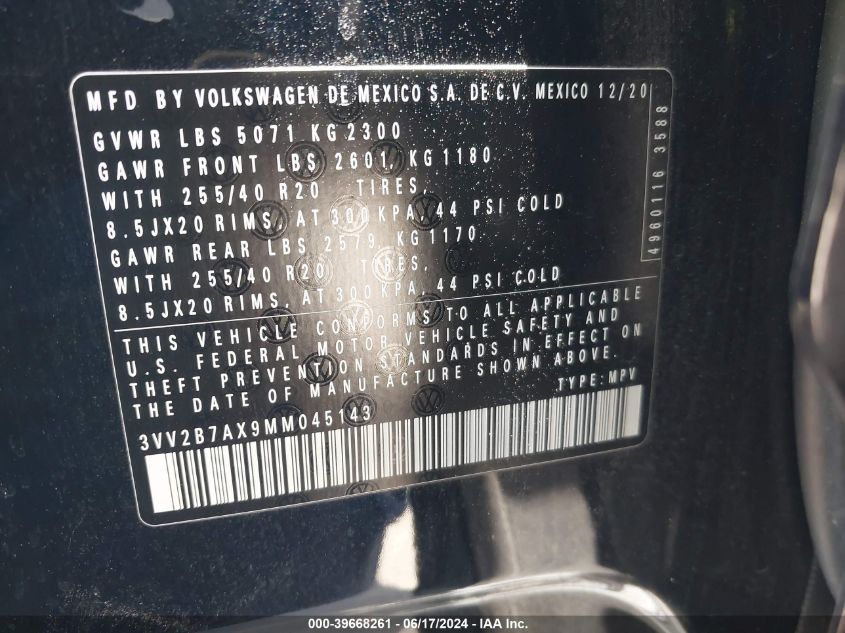 MFD BY VOLKSWAGEN DE MEXICO S.A. DE C.V. MEXICO 12/20
GVWR LBS 5071 KG 2300
GAWR FRONT LBS 2601, KG 1180
WITH 255/40 R20 TIRES,
8.5JX20 RIMS, AT 300 KPA, 44 PSI COLD
GAWR REAR LBS 2579, KG 1170
WITH 255/40 R20 TIRES,
8.5JX20 RIMS, AT 300 KPA, 44 PSI COLD
4960116 3588
THIS VEHICLE CONFORMS TO ALL APPLICABLE
U.S. FEDERAL MOTOR VEHICLE SAFETY AND
THEFT PREVENTION STANDARDS IN EFFECT ON
THE DATE OF MANUFACTURE SHOWN ABOVE.
TYPE: MPV
3VV2B7AX9MM045143
000-39668261 - 06/17/2024 - IAA Inc.